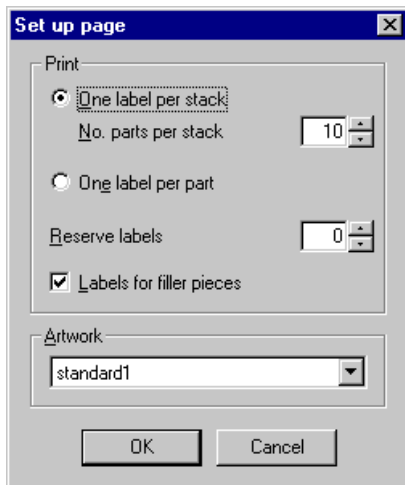 Set up page
Print
One label per stack
No. parts per stack 10
One label per part
Reserve labels 0
Labels for filler pieces
Artwork
standard1
OK Cancel